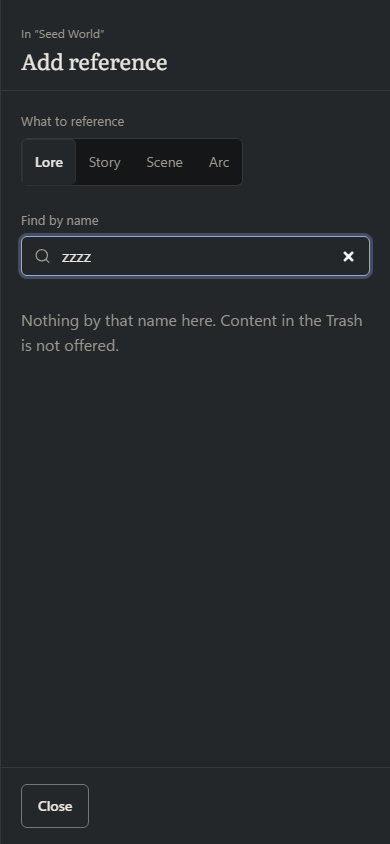 In “Seed World”
Add reference
What to reference
Lore Story Scene Arc
Find by name
zzzz
Nothing by that name here. Content in the Trash
is not offered.
Close